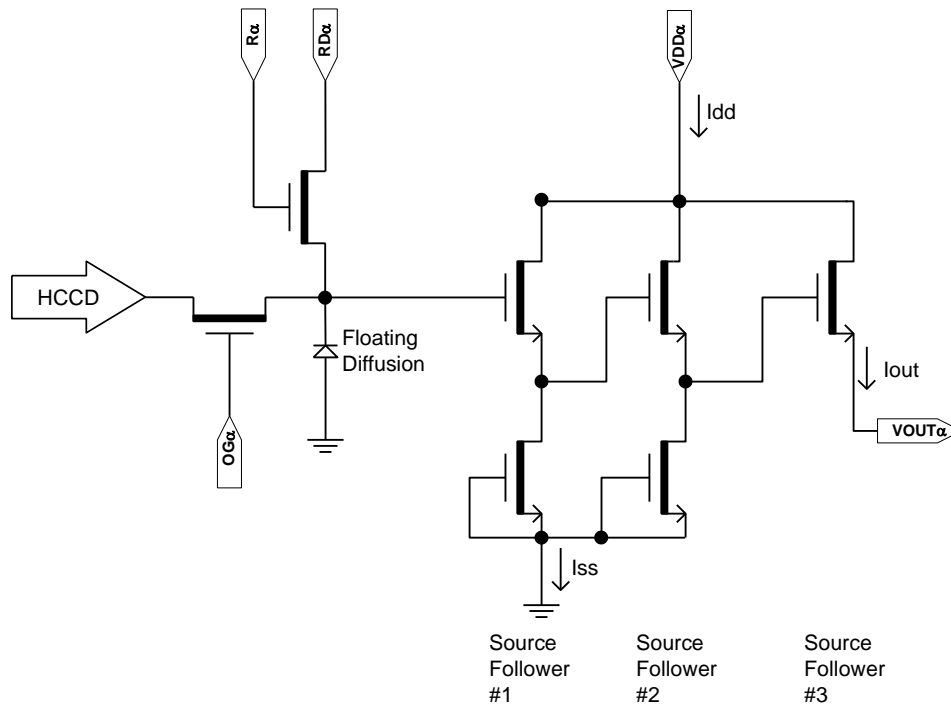 Rα
RDα
VDDα
Idd
HCCD
Floating
Diffusion
Iout
VOUTα
OGα
Iss
Source
Follower
#1
Source
Follower
#2
Source
Follower
#3